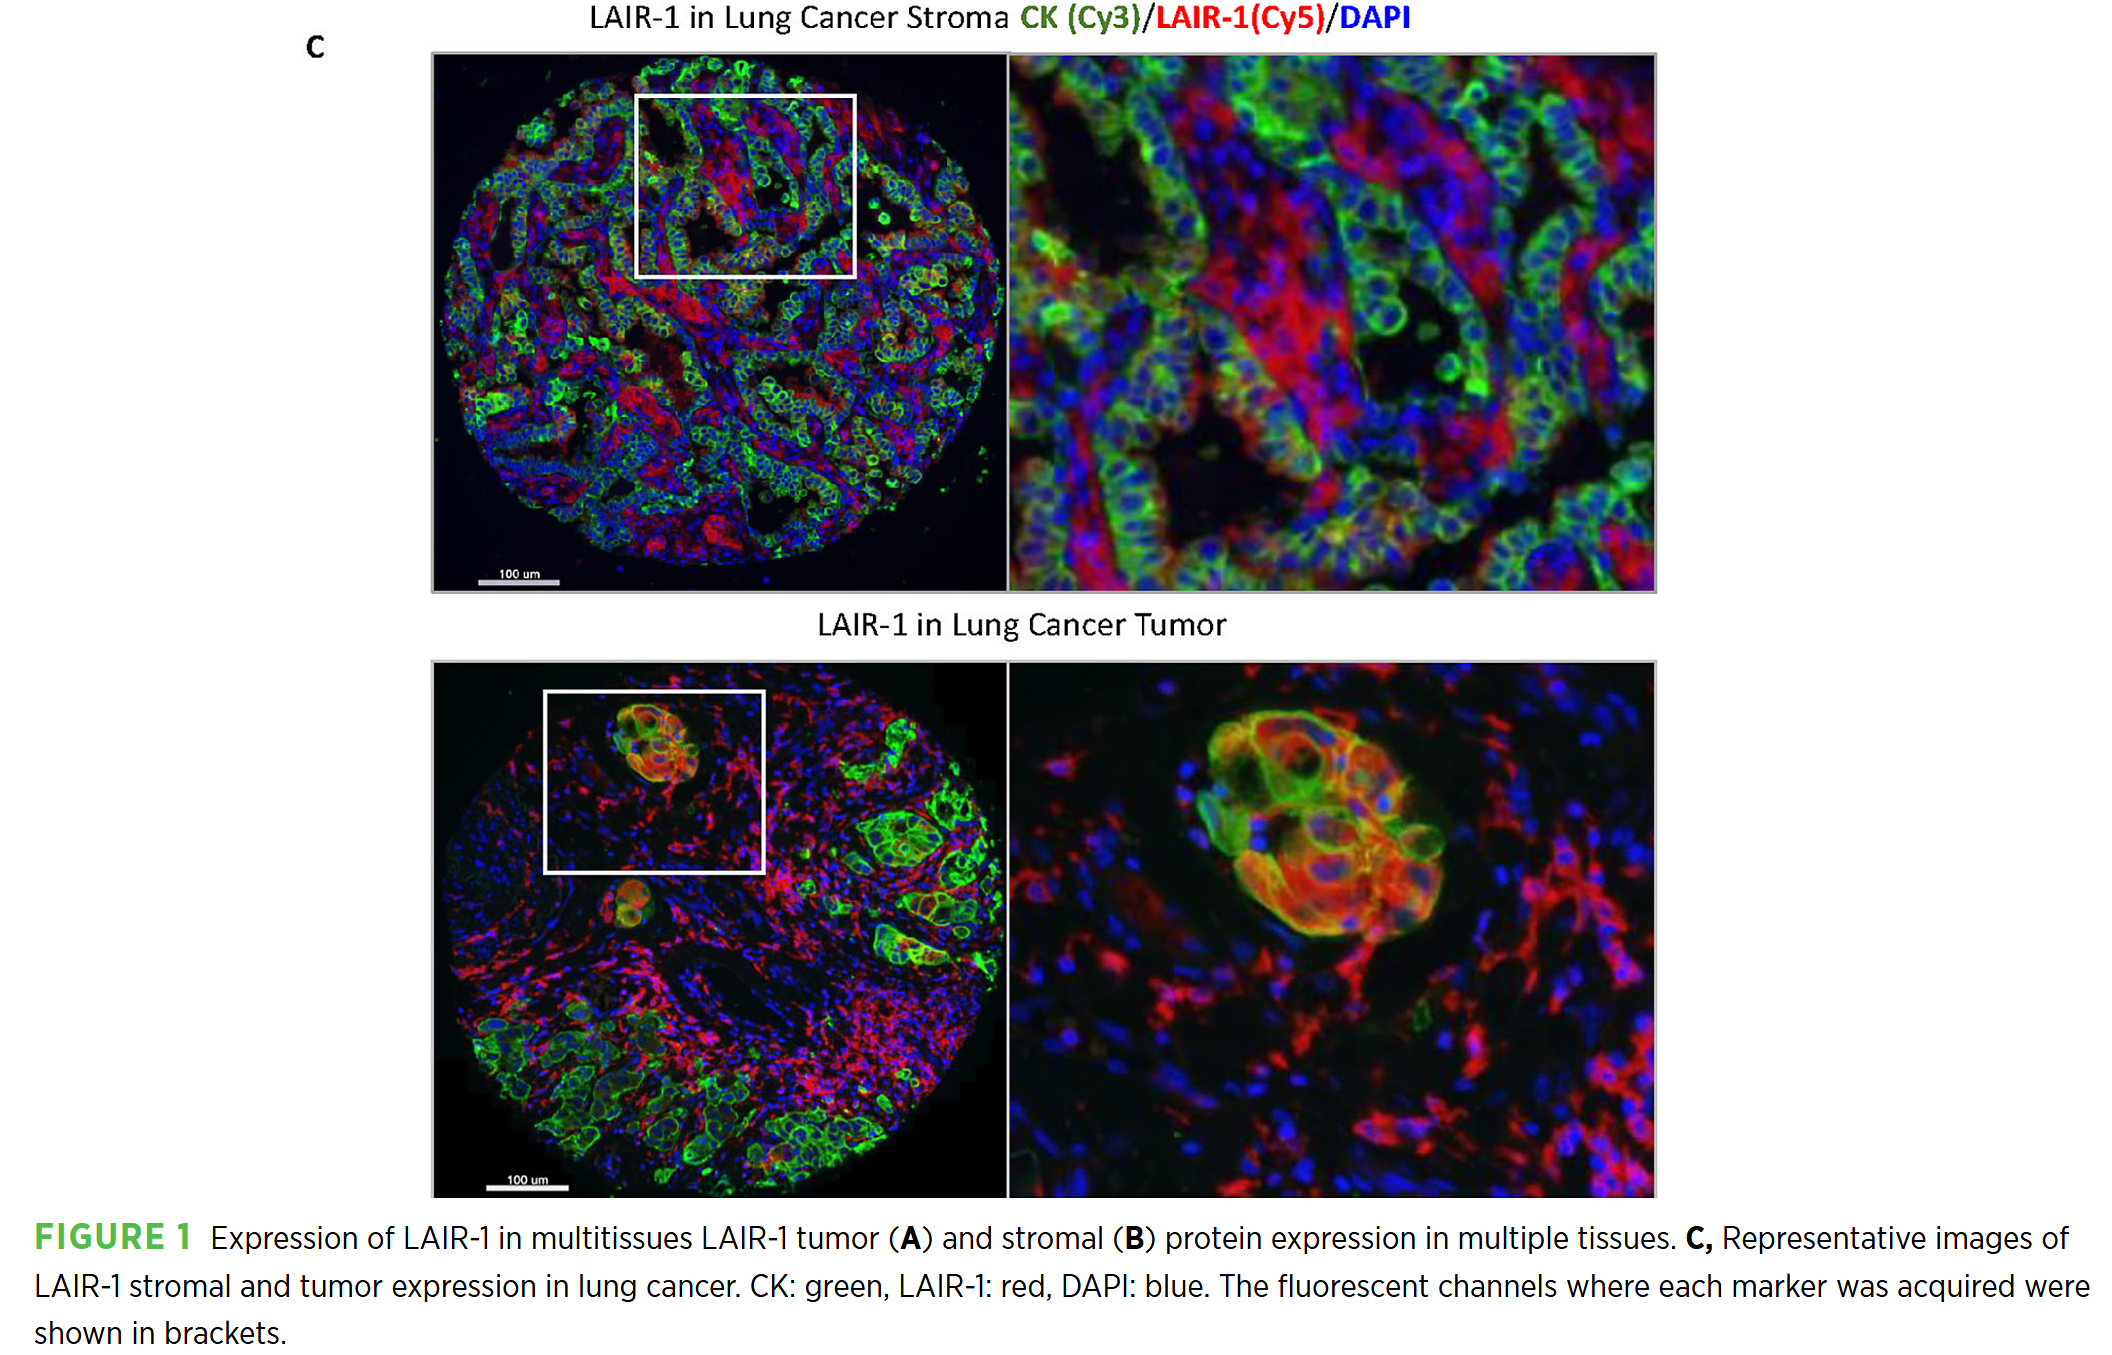 LAIR-1 in Lung Cancer Stroma CK (Cy3)/LAIR-1(Cy5)/DAPI
C
100 um
LAIR-1 in Lung Cancer Tumor
100 um
FIGURE 1 Expression of LAIR-1 in multitissues LAIR-1 tumor (A) and stromal (B) protein expression in multiple tissues. C, Representative images of
LAIR-1 stromal and tumor expression in lung cancer. CK: green, LAIR-1: red, DAPI: blue. The fluorescent channels where each marker was acquired were
shown in brackets.